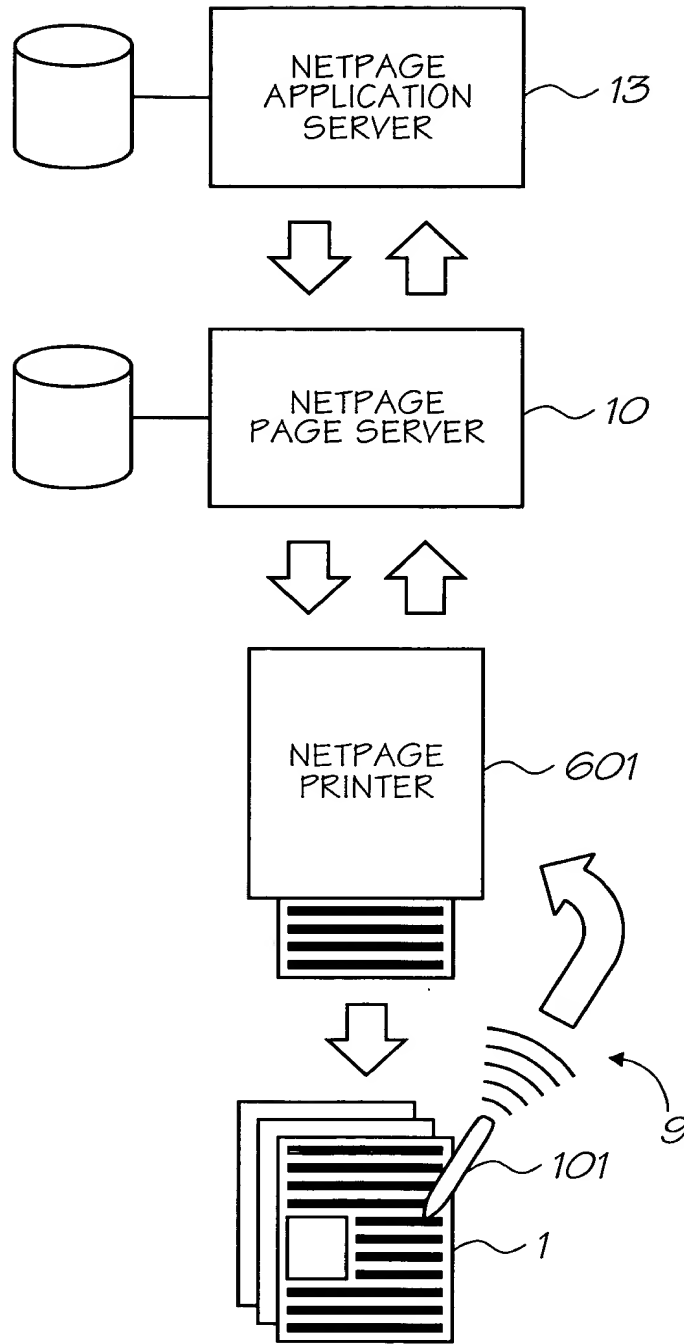 NETPAGE
APPLICATION
SERVER
13
NETPAGE
PAGE SERVER
10
NETPAGE
PRINTER
601
9
101
1